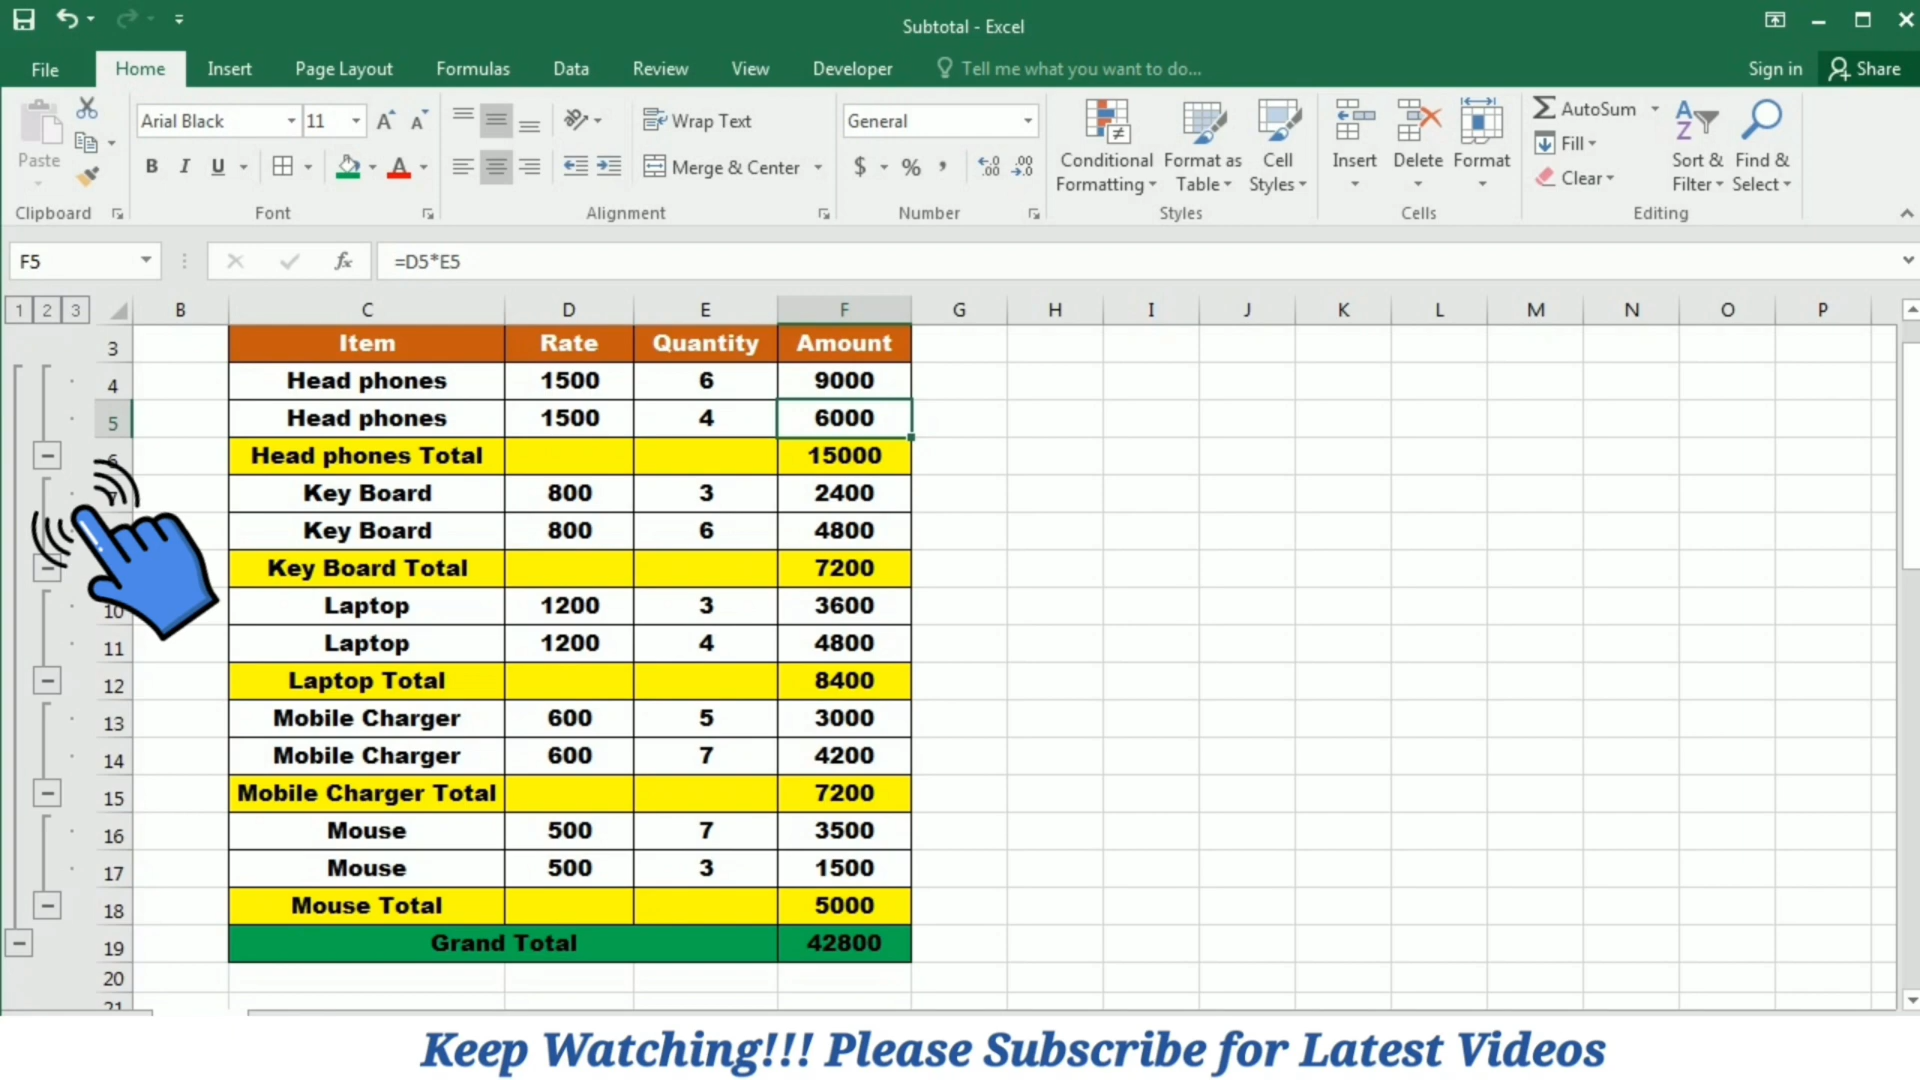 Subtotal - Excel
File Home Insert Page Layout Formulas Data Review View Developer Tell me what you want to do... Sign in Share
Arial Black 11 Wrap Text General AutoSum
Paste B I U Merge & Center $ % , Conditional Formatting Format as Table Cell Styles Insert Delete Format Fill Clear Sort & Filter Find & Select
Clipboard Font Alignment Number Styles Cells Editing
F5 fx =D5*E5
1 2 3 B C D E F G H I J K L M N O P
3 Item Rate Quantity Amount
4 Head phones 1500 6 9000
5 Head phones 1500 4 6000
6 Head phones Total 15000
7 Key Board 800 3 2400
Key Board 800 6 4800
Key Board Total 7200
10 Laptop 1200 3 3600
11 Laptop 1200 4 4800
12 Laptop Total 8400
13 Mobile Charger 600 5 3000
14 Mobile Charger 600 7 4200
15 Mobile Charger Total 7200
16 Mouse 500 7 3500
17 Mouse 500 3 1500
18 Mouse Total 5000
19 Grand Total 42800
20
21
Keep Watching!!! Please Subscribe for Latest Videos